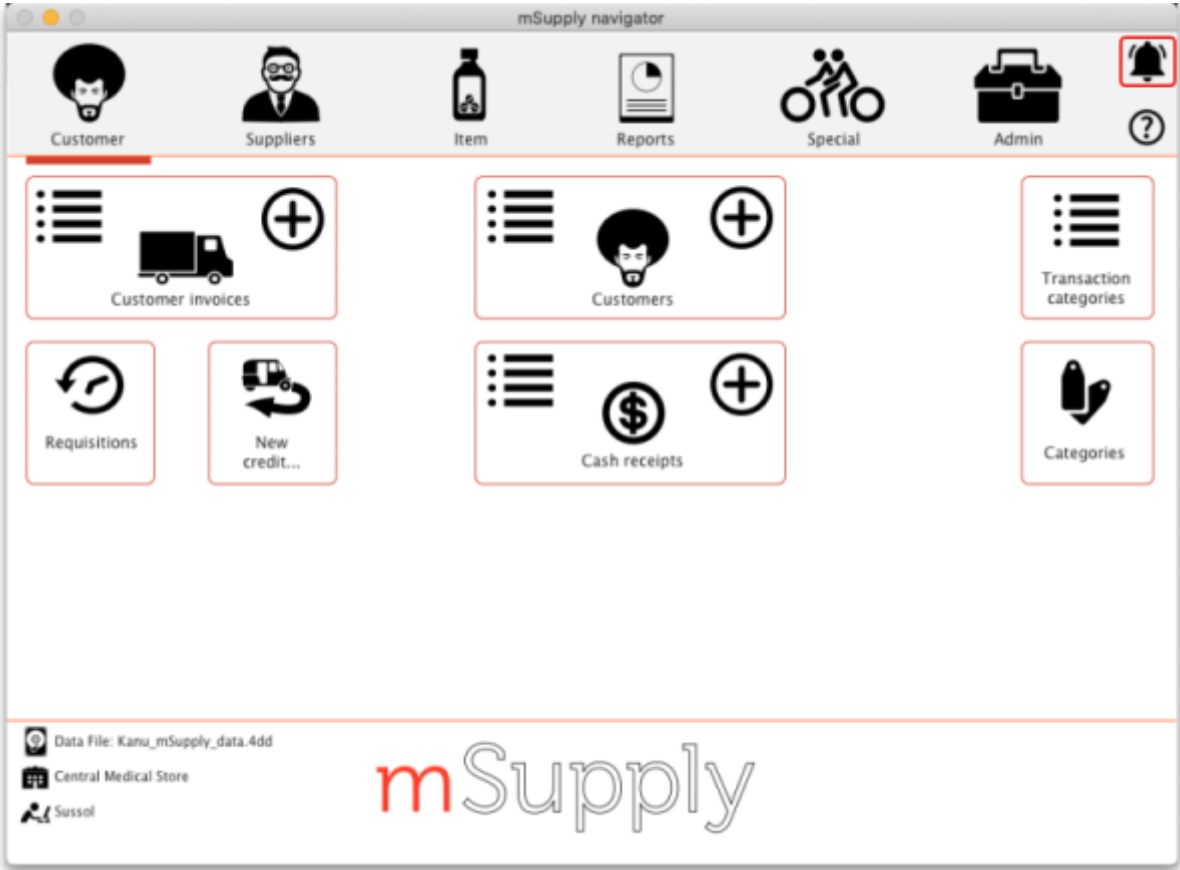 mSupply navigator
Customer
Suppliers
Item
Reports
Special
Admin
?
Customer invoices
Customers
Transaction
categories
Requisitions
New
credit...
$
Cash receipts
Categories
Data File: Kanu_mSupply_data.4dd
Central Medical Store
Sussol
mSupply